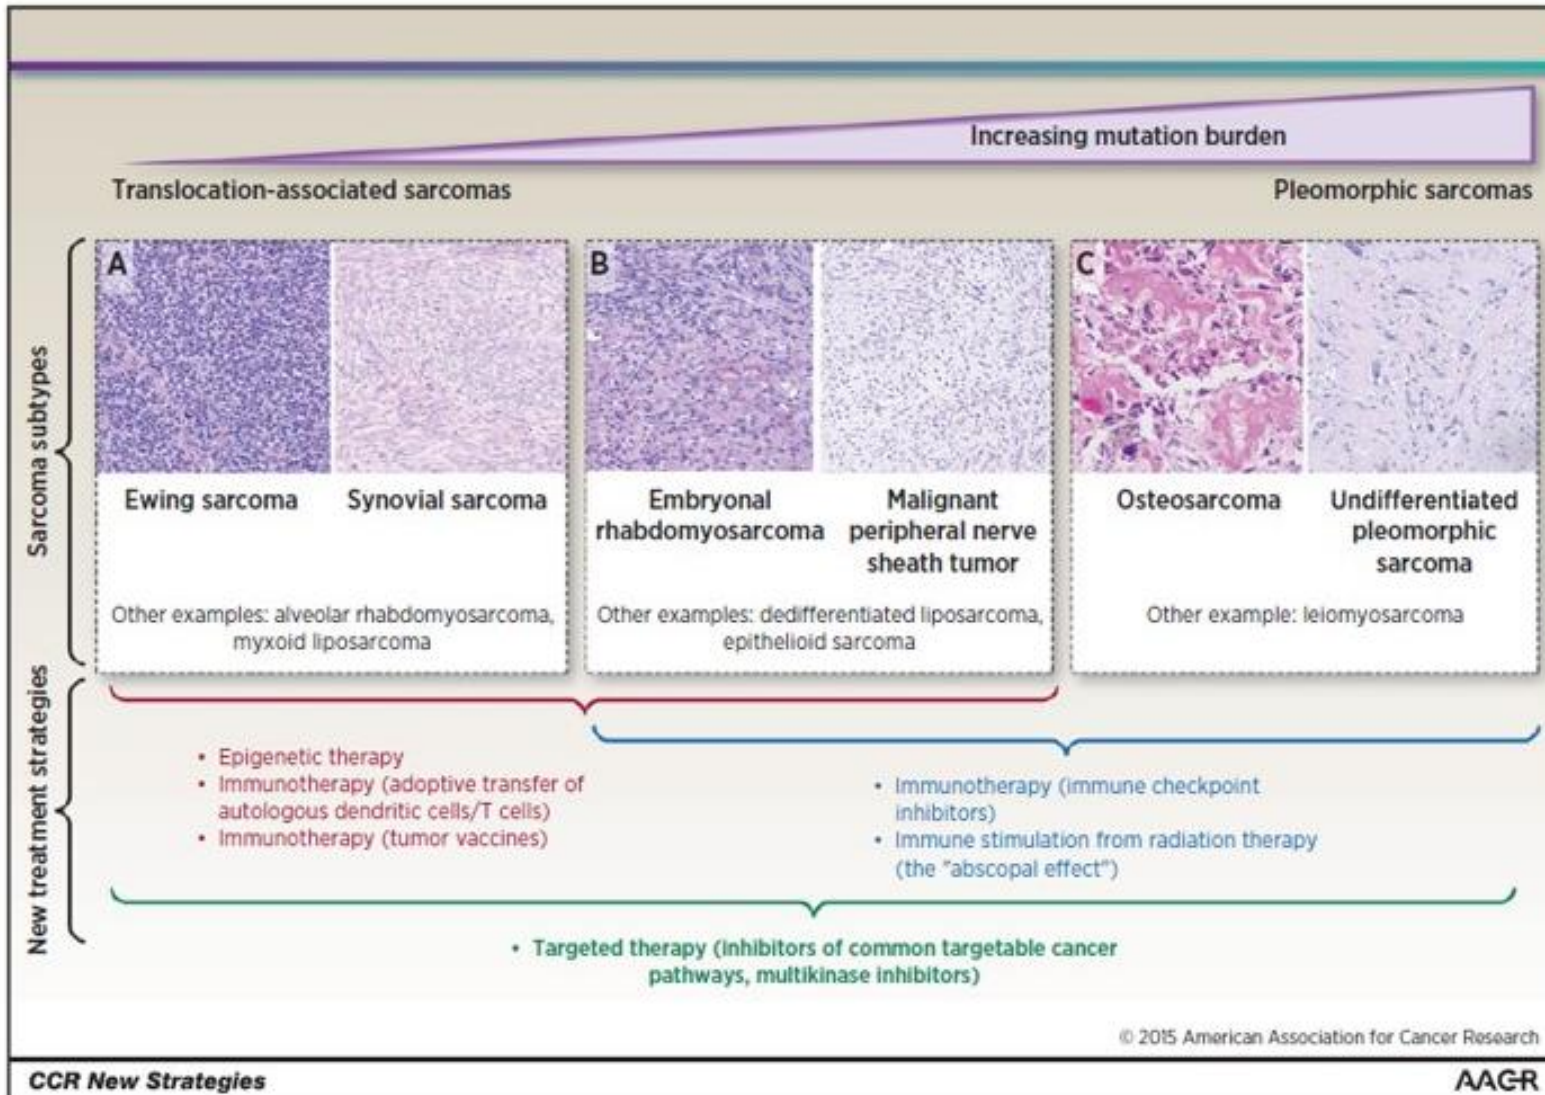 Increasing mutation burden
Translocation-associated sarcomas
Pleomorphic sarcomas
Sarcoma subtypes
A
B
C
Ewing sarcoma
Synovial sarcoma
Other examples: alveolar rhabdomyosarcoma,
myxoid liposarcoma
Embryonal
rhabdomyosarcoma
Malignant
peripheral nerve
sheath tumor
Other examples: dedifferentiated liposarcoma,
epithelioid sarcoma
Osteosarcoma
Undifferentiated
pleomorphic
sarcoma
Other example: leiomyosarcoma
New treatment strategies
• Epigenetic therapy
• Immunotherapy (adoptive transfer of
autologous dendritic cells/T cells)
• Immunotherapy (tumor vaccines)
• Immunotherapy (immune checkpoint
inhibitors)
• Immune stimulation from radiation therapy
(the "abscopal effect")
• Targeted therapy (inhibitors of common targetable cancer
pathways, multikinase inhibitors)
© 2015 American Association for Cancer Research
CCR New Strategies
AACR